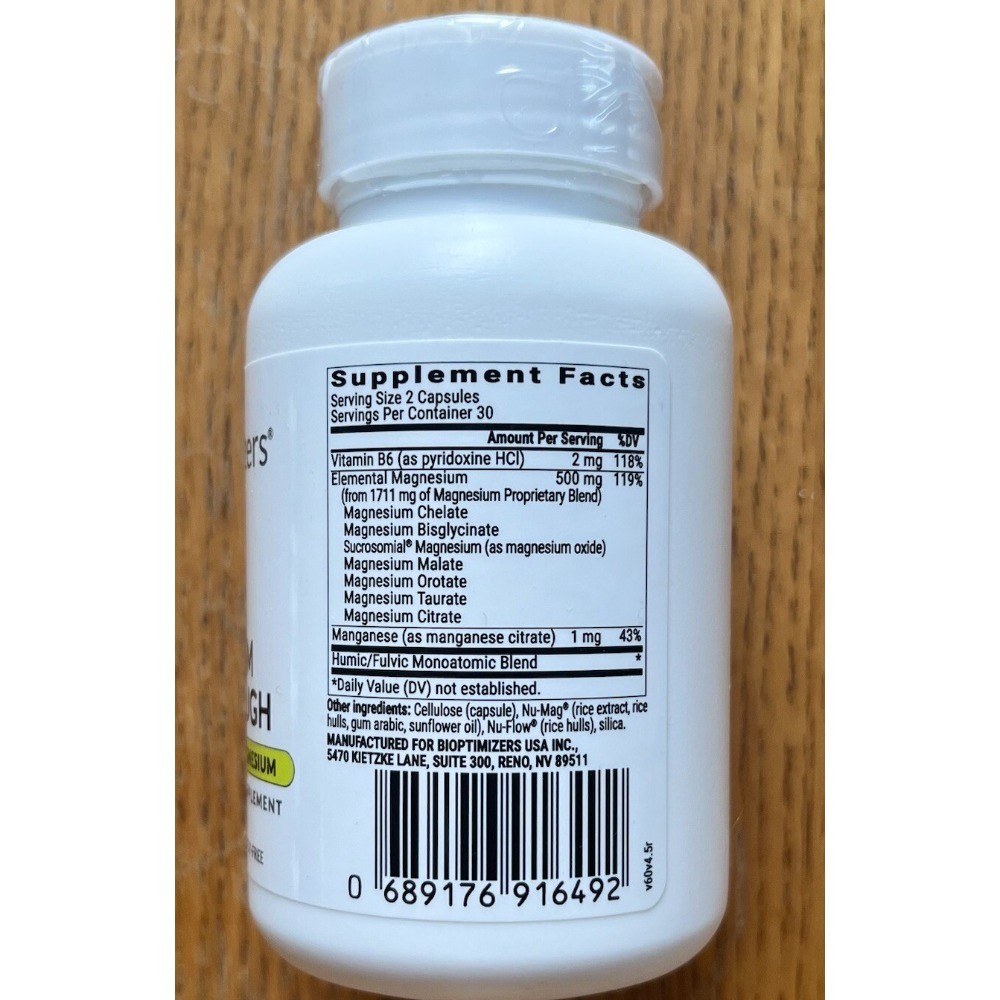 Supplement Facts
Serving Size 2 Capsules
Servings Per Container 30
Amount Per Serving %DV
Vitamin B6 (as pyridoxine HCl) 2 mg 118%
Elemental Magnesium 500 mg 119%
(from 1711 mg of Magnesium Proprietary Blend)
Magnesium Chelate
Magnesium Bisglycinate
Sucrosomial® Magnesium (as magnesium oxide)
Magnesium Malate
Magnesium Orotate
Magnesium Taurate
Magnesium Citrate
Manganese (as manganese citrate) 1 mg 43%
Humic/Fulvic Monoatomic Blend *
*Daily Value (DV) not established.
Other ingredients: Cellulose (capsule), Nu-Mag® (rice extract, rice
hulls, gum arabic, sunflower oil), Nu-Flow® (rice hulls), silica.
MANUFACTURED FOR BIOPTIMIZERS USA INC.,
5470 KIETZKE LANE, SUITE 300, RENO, NV 89511
0 689176 916492
v60v4.5r
ers®
M
UGH
ESIUM
PLEMENT
FREE